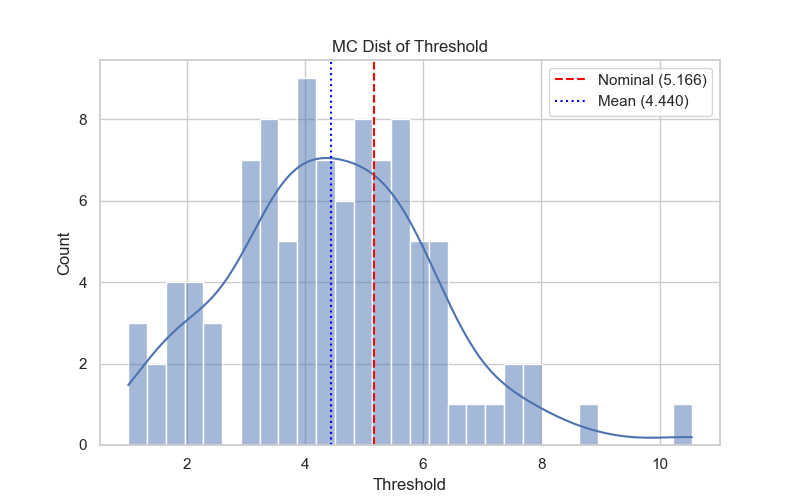 MC Dist of Threshold
Nominal (5.166)
Mean (4.440)
Count
8
6
4
2
0
2 4 6 8 10
Threshold